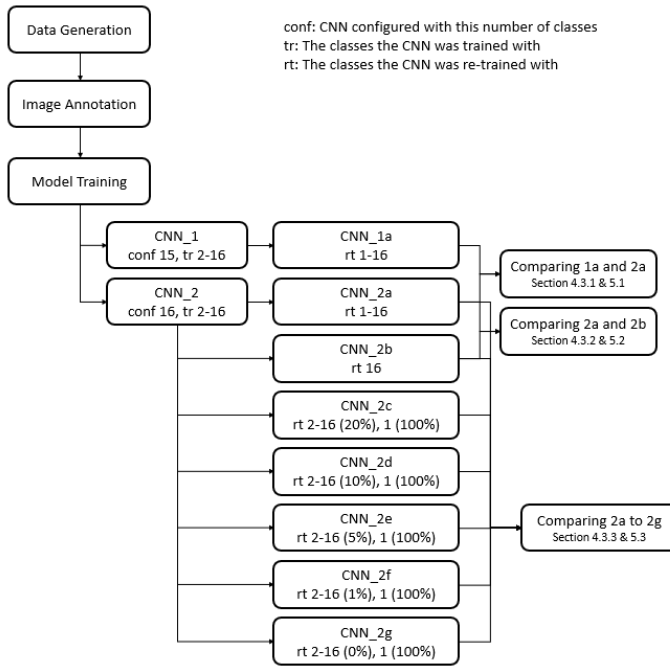 Data Generation
conf: CNN configured with this number of classes
tr: The classes the CNN was trained with
rt: The classes the CNN was re-trained with
Image Annotation
Model Training
CNN_1
conf 15, tr 2-16
CNN_1a
rt 1-16
Comparing 1a and 2a
Section 4.3.1 & 5.1
CNN_2
conf 16, tr 2-16
CNN_2a
rt 1-16
Comparing 2a and 2b
Section 4.3.2 & 5.2
CNN_2b
rt 16
CNN_2c
rt 2-16 (20%), 1 (100%)
CNN_2d
rt 2-16 (10%), 1 (100%)
CNN_2e
rt 2-16 (5%), 1 (100%)
Comparing 2a to 2g
Section 4.3.3 & 5.3
CNN_2f
rt 2-16 (1%), 1 (100%)
CNN_2g
rt 2-16 (0%), 1 (100%)